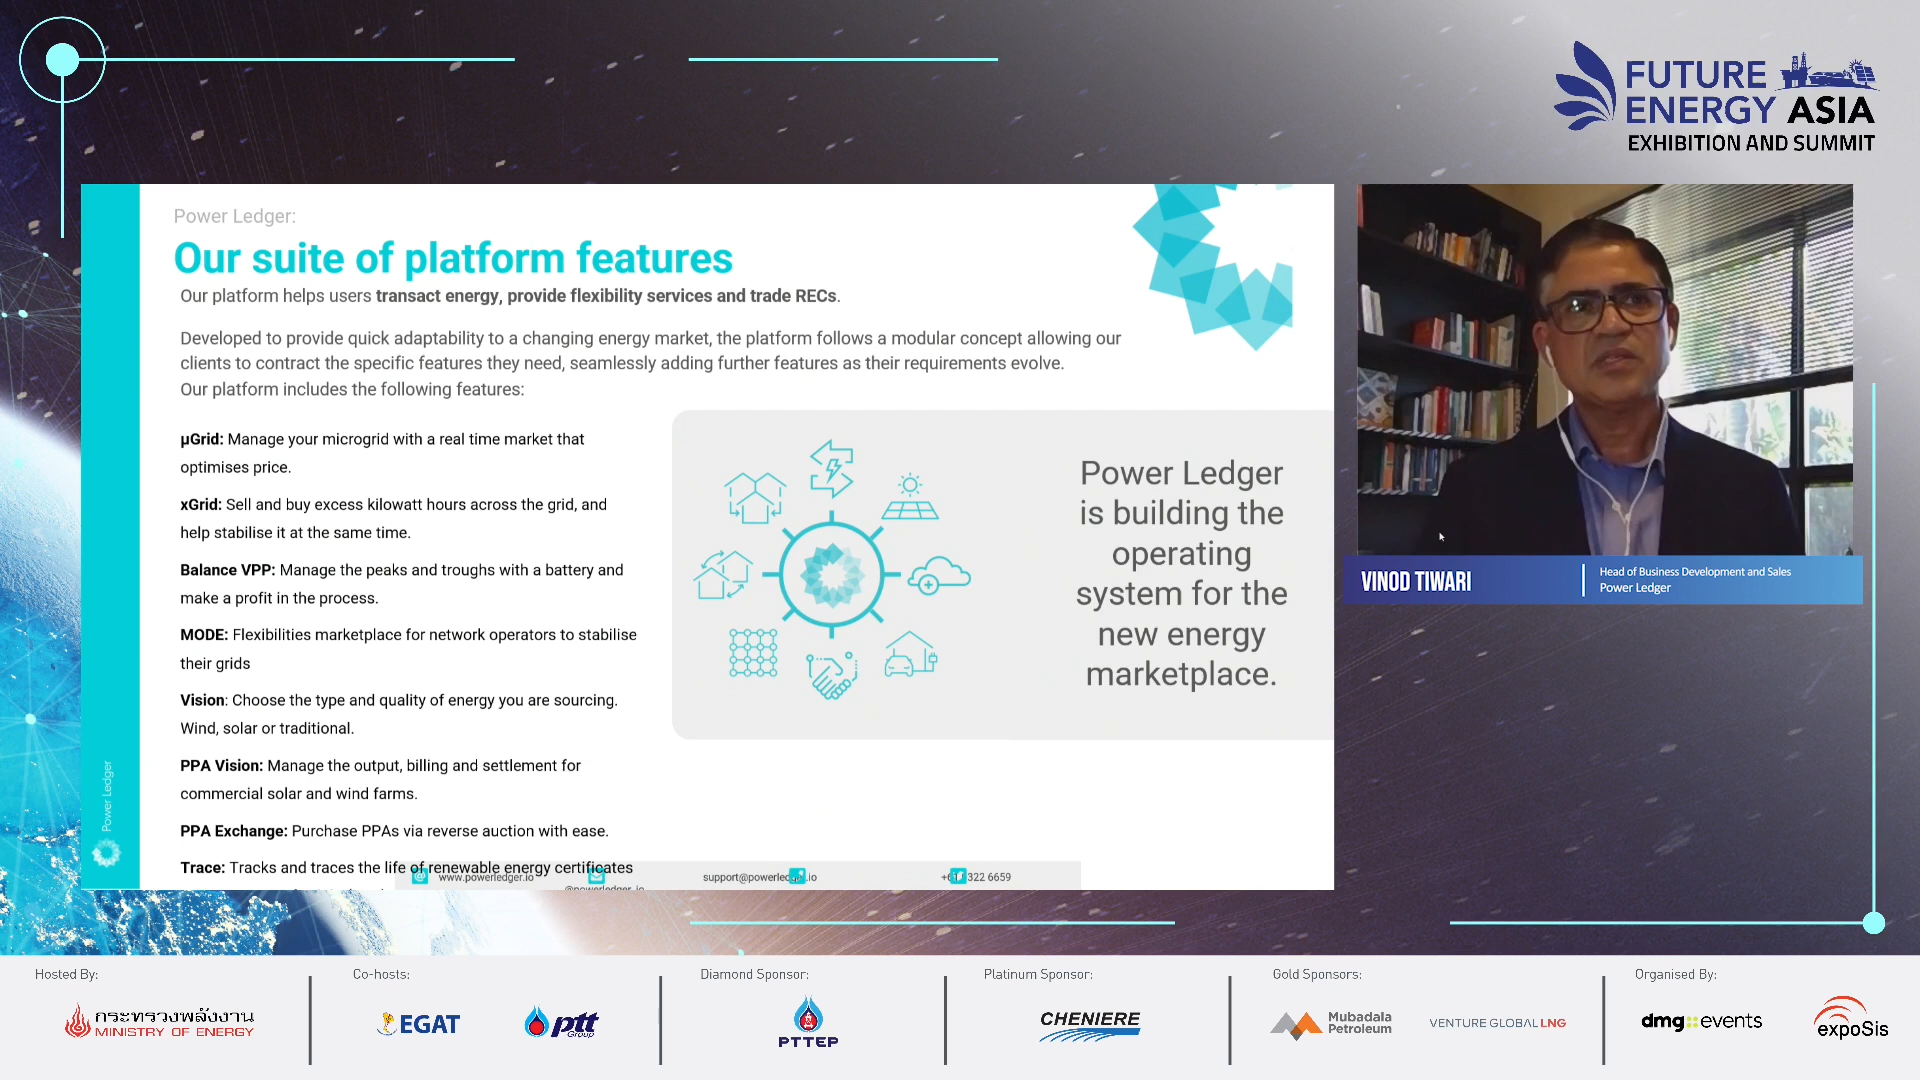 FUTURE
ENERGY ASIA
EXHIBITION AND SUMMIT
Power Ledger:
Our suite of platform features
Our platform helps users transact energy, provide flexibility services and trade RECs.
Developed to provide quick adaptability to a changing energy market, the platform follows a modular concept allowing our
clients to contract the specific features they need, seamlessly adding further features as their requirements evolve.
Our platform includes the following features:
µGrid: Manage your microgrid with a real time market that
optimises price.
xGrid: Sell and buy excess kilowatt hours across the grid, and
help stabilise it at the same time.
Balance VPP: Manage the peaks and troughs with a battery and
make a profit in the process.
MODE: Flexibilities marketplace for network operators to stabilise
their grids
Vision: Choose the type and quality of energy you are sourcing.
Wind, solar or traditional.
PPA Vision: Manage the output, billing and settlement for
commercial solar and wind farms.
PPA Exchange: Purchase PPAs via reverse auction with ease.
Trace: Tracks and traces the life of renewable energy certificates
Power Ledger
is building the
operating
system for the
new energy
marketplace.
Power Ledger
www.powerledger.io
@powerledger_io
support@powerledger.io
322 6659
VINOD TIWARI
Head of Business Development and Sales
Power Ledger
Hosted By:
กระทรวงพลังงาน
MINISTRY OF ENERGY
Co-hosts:
EGAT
ptt
Group
Diamond Sponsor:
PTTEP
Platinum Sponsor:
CHENIERE
Gold Sponsors:
Mubadala
Petroleum
VENTURE GLOBAL LNG
Organised By:
dmg::events
expoSis